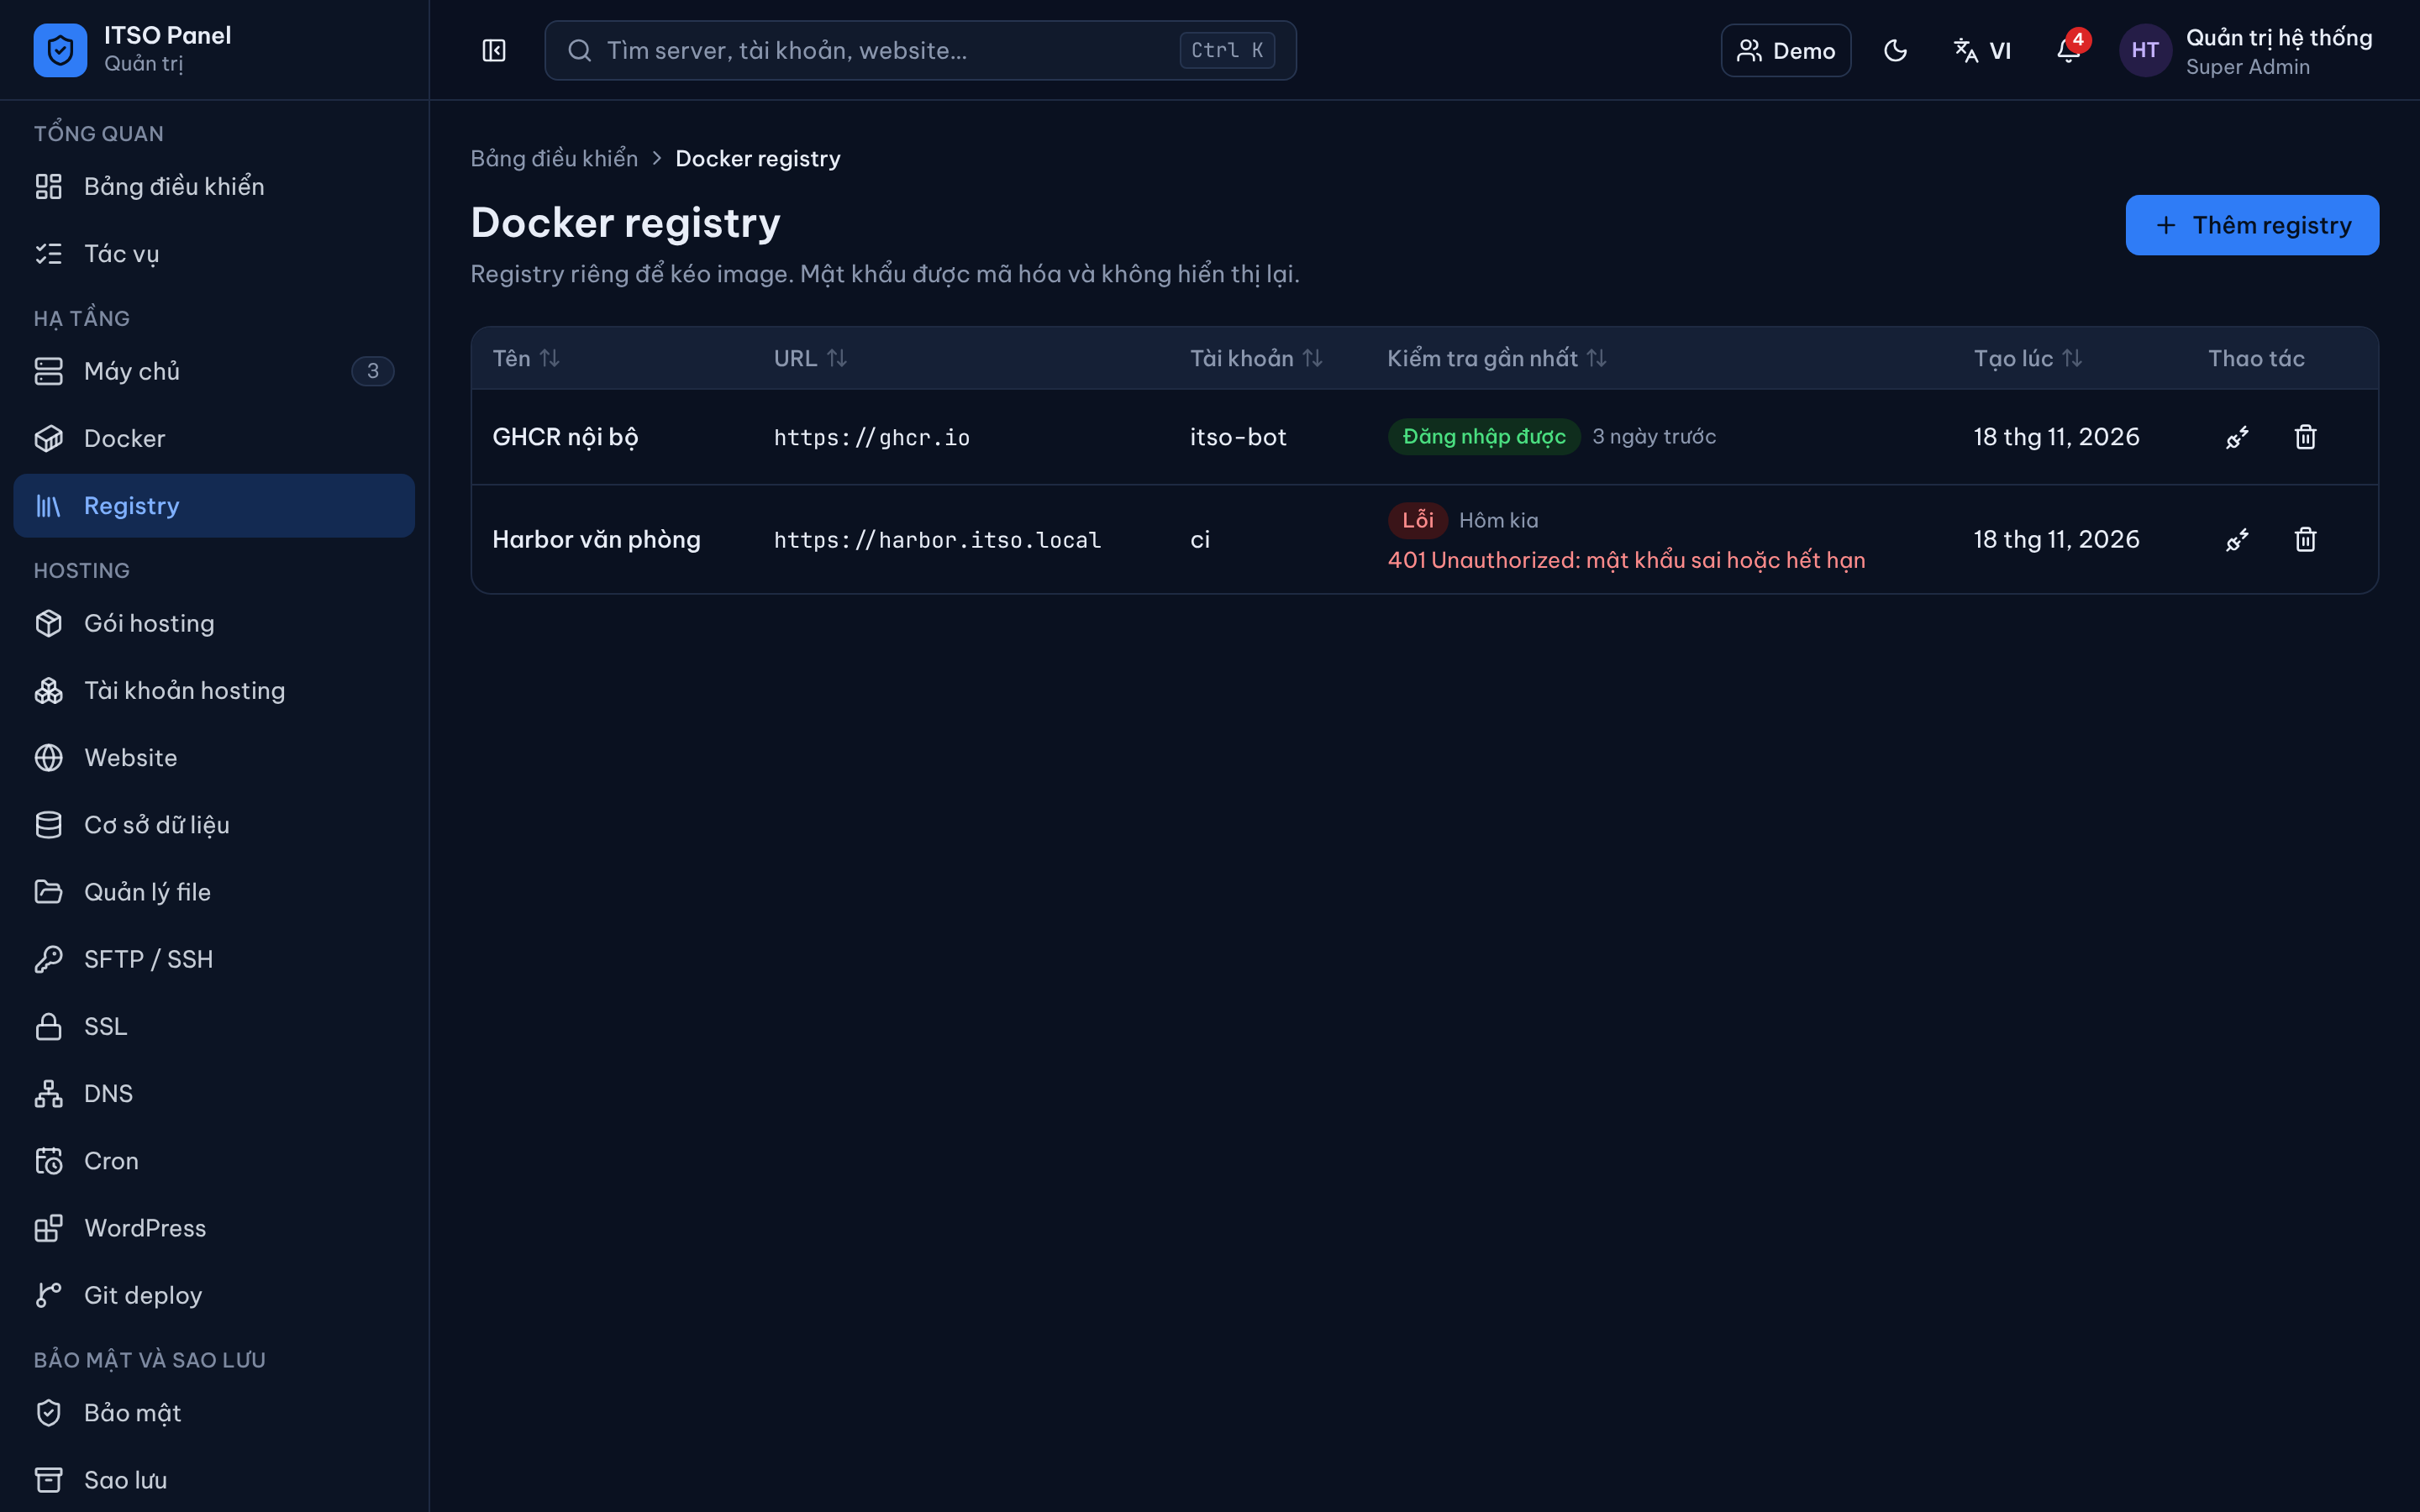 ITSO Panel
Quản trị
Tìm server, tài khoản, website...
Ctrl K
Demo
VI
4
HT
Quản trị hệ thống
Super Admin
TỔNG QUAN
Bảng điều khiển
Tác vụ
HẠ TẦNG
Máy chủ
3
Docker
Registry
HOSTING
Gói hosting
Tài khoản hosting
Website
Cơ sở dữ liệu
Quản lý file
SFTP / SSH
SSL
DNS
Cron
WordPress
Git deploy
BẢO MẬT VÀ SAO LƯU
Bảo mật
Sao lưu
Bảng điều khiển > Docker registry
Docker registry
Registry riêng để kéo image. Mật khẩu được mã hóa và không hiển thị lại.
+ Thêm registry
Tên URL Tài khoản Kiểm tra gần nhất Tạo lúc Thao tác
GHCR nội bộ https://ghcr.io itso-bot Đăng nhập được 3 ngày trước 18 thg 11, 2026
Harbor văn phòng https://harbor.itso.local ci Lỗi Hôm kia 18 thg 11, 2026
401 Unauthorized: mật khẩu sai hoặc hết hạn